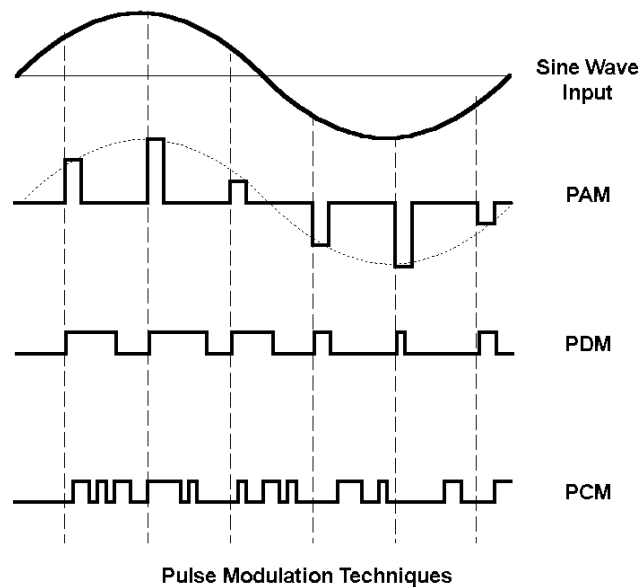 Sine Wave
Input
PAM
PDM
PCM
Pulse Modulation Techniques